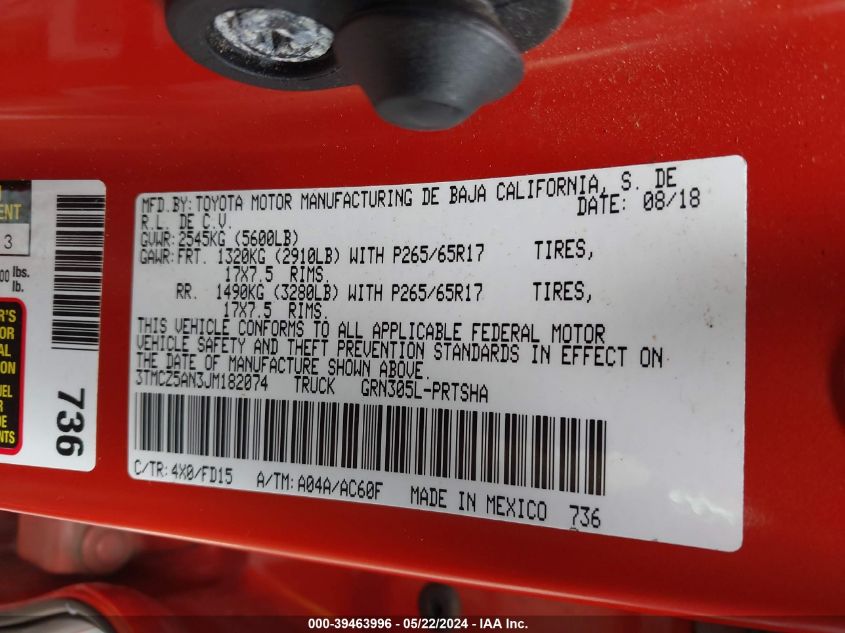 MFD.BY: TOYOTA MOTOR MANUFACTURING DE BAJA CALIFORNIA, S. DE
R.L. DE C.V. DATE: 08/18
GVWR: 2545KG (5600LB)
GAWR: FRT. 1320KG (2910LB) WITH P265/65R17 TIRES,
17X7.5 RIMS.
RR. 1490KG (3280LB) WITH P265/65R17 TIRES,
17X7.5 RIMS.
THIS VEHICLE CONFORMS TO ALL APPLICABLE FEDERAL MOTOR
VEHICLE SAFETY AND THEFT PREVENTION STANDARDS IN EFFECT ON
THE DATE OF MANUFACTURE SHOWN ABOVE.
3TMCZ5AN3JM182074 TRUCK GRN305L-PRTSHA
C/TR: 4X0/FD15 A/TM: A04A/AC60F MADE IN MEXICO 736
3
lbs.
lb.
736
000-39463996 - 05/22/2024 - IAA Inc.